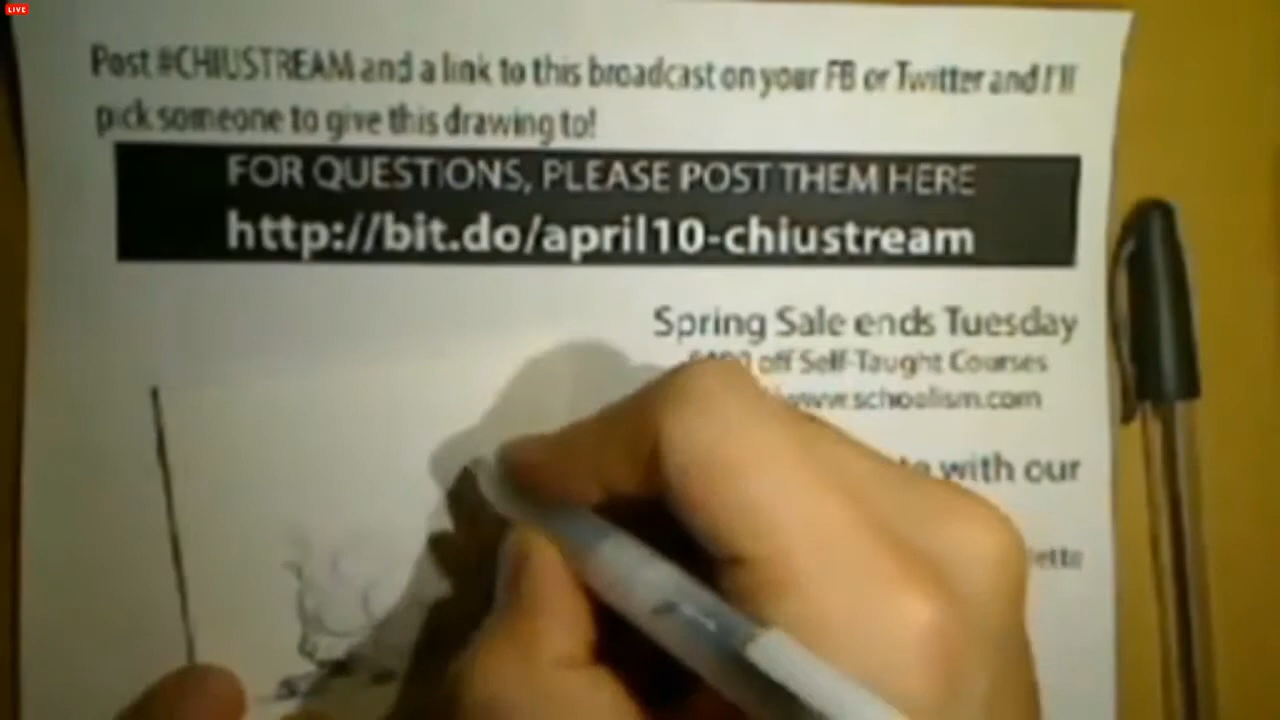 LIVE
Post #CHIUSTREAM and a link to this broadcast on your FB or Twitter and I'll
pick someone to give this drawing to!
FOR QUESTIONS, PLEASE POST THEM HERE
http://bit.do/april10-chiustream
Spring Sale ends Tuesday
off Self-Taught Courses
www.schoolism.com
with our